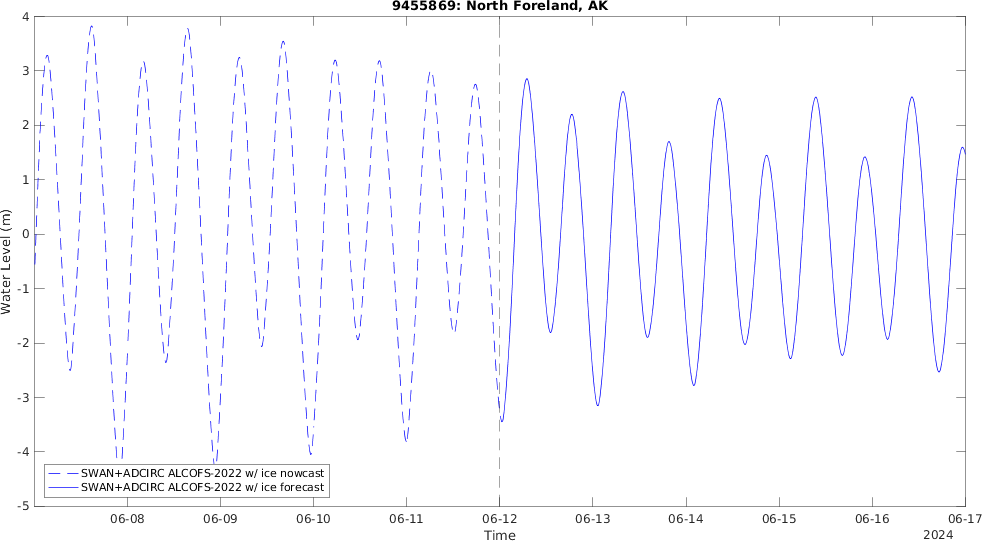 9455869: North Foreland, AK
4
3
2
1
0
-1
-2
-3
-4
-5
Water Level (m)
SWAN+ADCIRC ALCOFS-2022 w/ ice nowcast
SWAN+ADCIRC ALCOFS-2022 w/ ice forecast
06-08 06-09 06-10 06-11 06-12 06-13 06-14 06-15 06-16 06-17
Time
2024